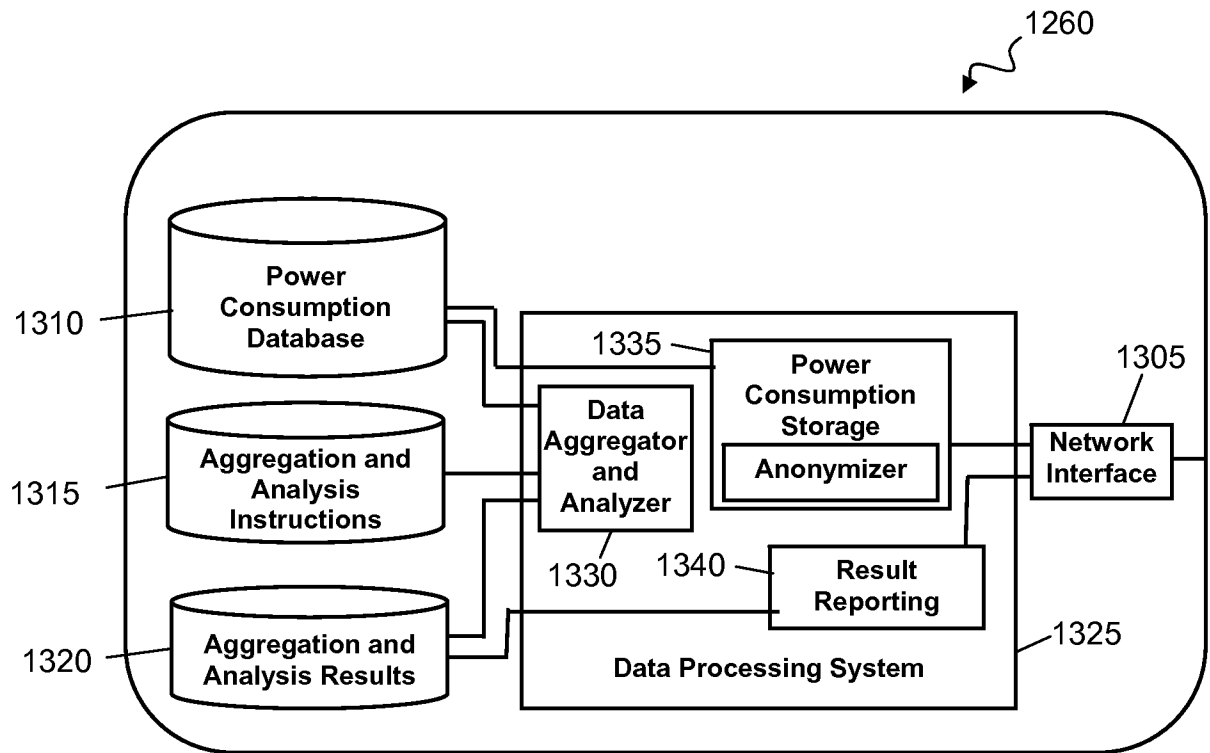 1260
Power
Consumption
Database
1310
1335
Power
Consumption
Storage
Anonymizer
1305
Network
Interface
Data
Aggregator
and
Analyzer
1330
Aggregation and
Analysis
Instructions
1315
1340
Result
Reporting
1325
Aggregation and
Analysis Results
1320
Data Processing System